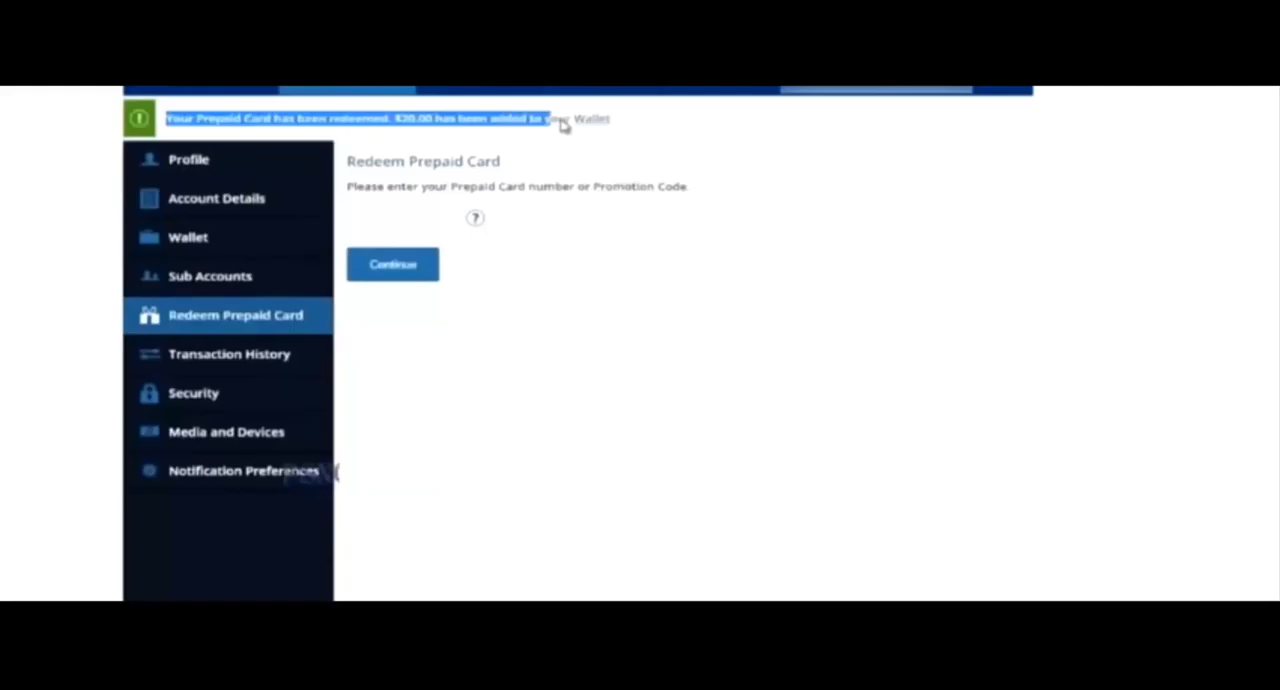 Your Prepaid Card has been redeemed. $20.00 has been added to your Wallet
Profile
Account Details
Wallet
Sub Accounts
Redeem Prepaid Card
Transaction History
Security
Media and Devices
Notification Preferences
Redeem Prepaid Card
Please enter your Prepaid Card number or Promotion Code.
?
Continue